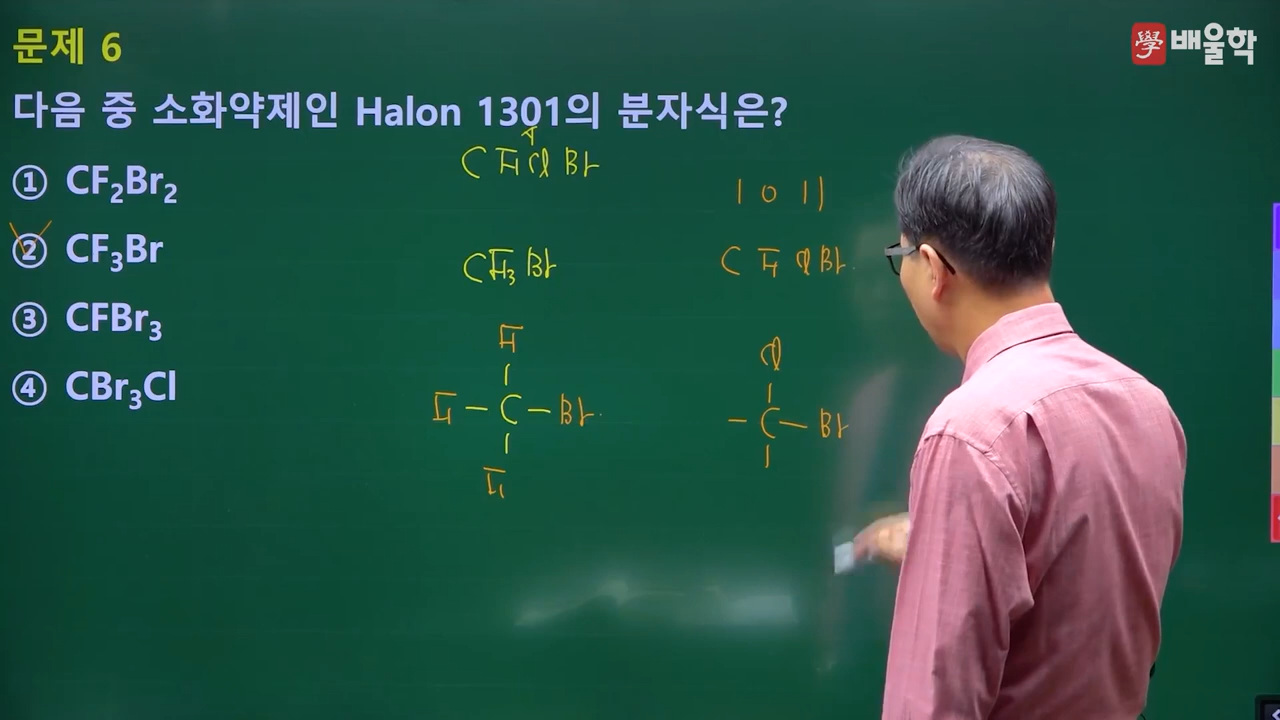 문제 6
學 배울학
다음 중 소화약제인 Halon 1301의 분자식은?
① CF₂Br₂
② CF₃Br
③ CFBr₃
④ CBr₃Cl
C F Cl Br
CF₃ Br
F
F - C - Br
F
1 0 1 1
C F Cl Br
Cl
- C - Br